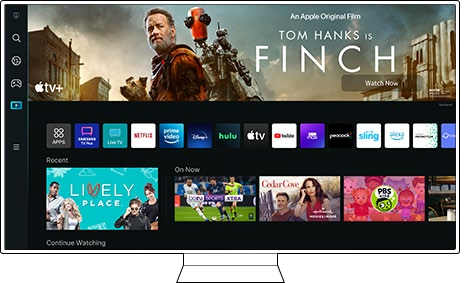 An Apple Original Film
TOM HANKS IS
FINCH
tv+
Watch Now
APPS
SAMSUNG TV Plus
Live TV
NETFLIX
prime video
Disney+
hulu
tv
YouTube
peacock
sling
alexa
Recent
On Now
LIVELY PLACE
beIN SPORTS XTRA
Cedar Cove
PBS KIDS
Continue Watching